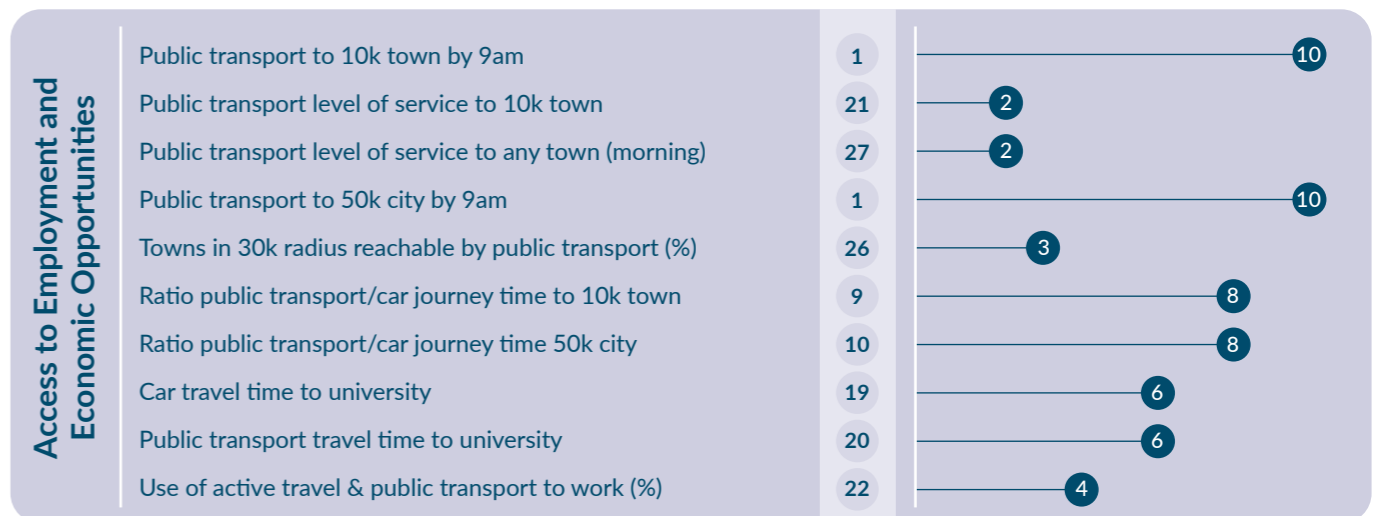 Access to Employment and
Economic Opportunities
Public transport to 10k town by 9am 1 10
Public transport level of service to 10k town 21 2
Public transport level of service to any town (morning) 27 2
Public transport to 50k city by 9am 1 10
Towns in 30k radius reachable by public transport (%) 26 3
Ratio public transport/car journey time to 10k town 9 8
Ratio public transport/car journey time 50k city 10 8
Car travel time to university 19 6
Public transport travel time to university 20 6
Use of active travel & public transport to work (%) 22 4